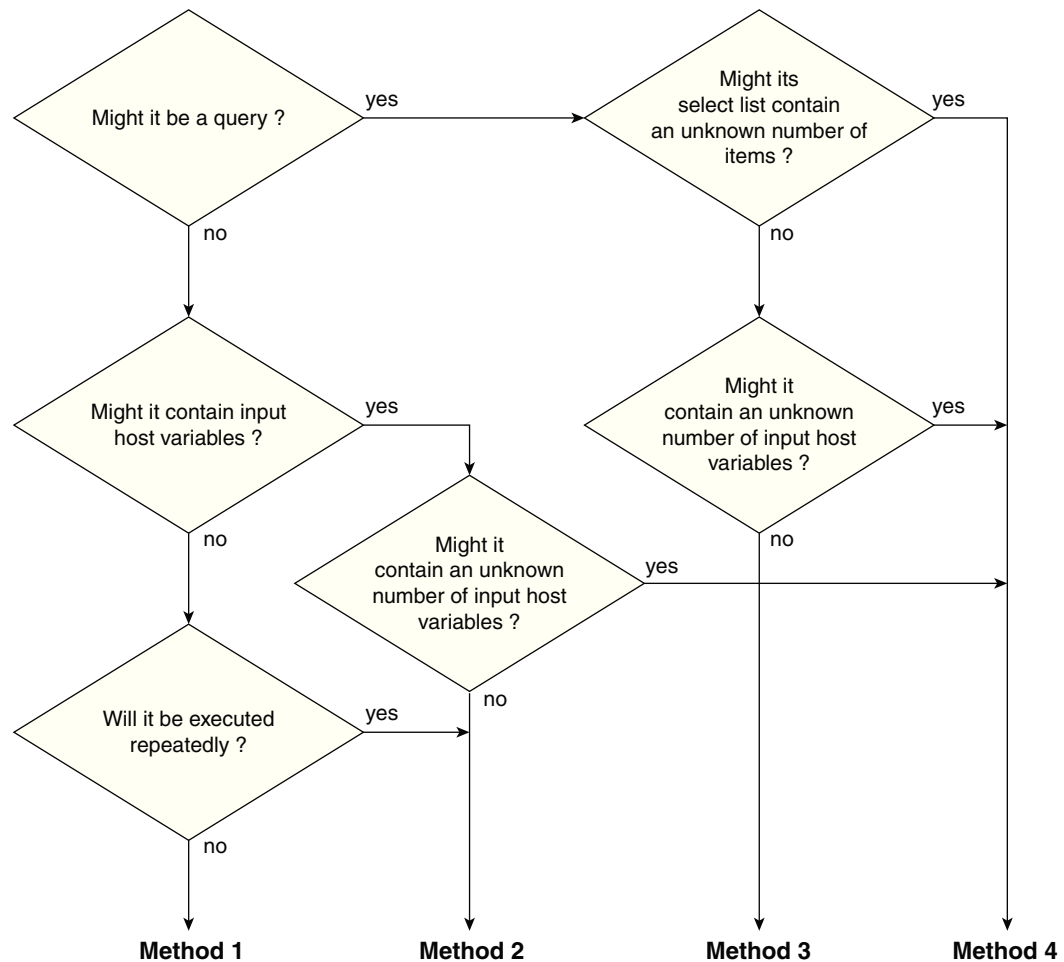 Might it be a query ?
yes
no
Might its
select list contain
an unknown number of
items ?
yes
no
Might it contain input
host variables ?
yes
no
Might it
contain an unknown
number of input host
variables ?
yes
no
Might it
contain an unknown
number of input host
variables ?
yes
no
Will it be executed
repeatedly ?
yes
no
Method 1
Method 2
Method 3
Method 4